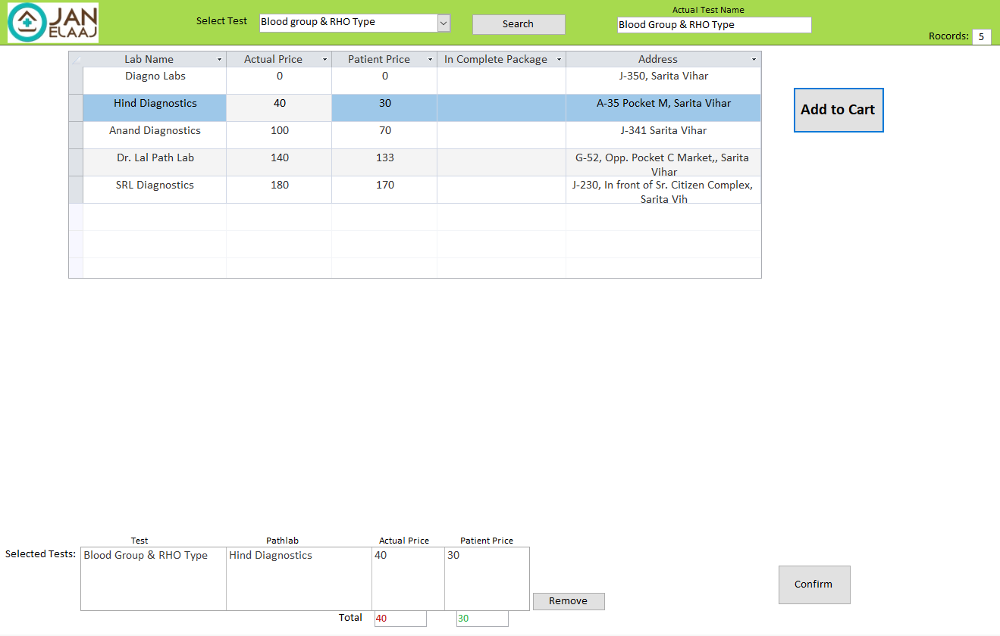 JAN
ELAAJ
Select Test
Blood group & RHO Type
Search
Actual Test Name
Blood Group & RHO Type
Rocords: 5
Lab Name Actual Price Patient Price In Complete Package Address
Diagno Labs 0 0 J-350, Sarita Vihar
Hind Diagnostics 40 30 A-35 Pocket M, Sarita Vihar
Anand Diagnostics 100 70 J-341 Sarita Vihar
Dr. Lal Path Lab 140 133 G-52, Opp. Pocket C Market,, Sarita
Vihar
SRL Diagnostics 180 170 J-230, In front of Sr. Citizen Complex,
Sarita Vih
Add to Cart
Test Pathlab Actual Price Patient Price
Selected Tests: Blood Group & RHO Type Hind Diagnostics 40 30
Remove
Total 40 30
Confirm